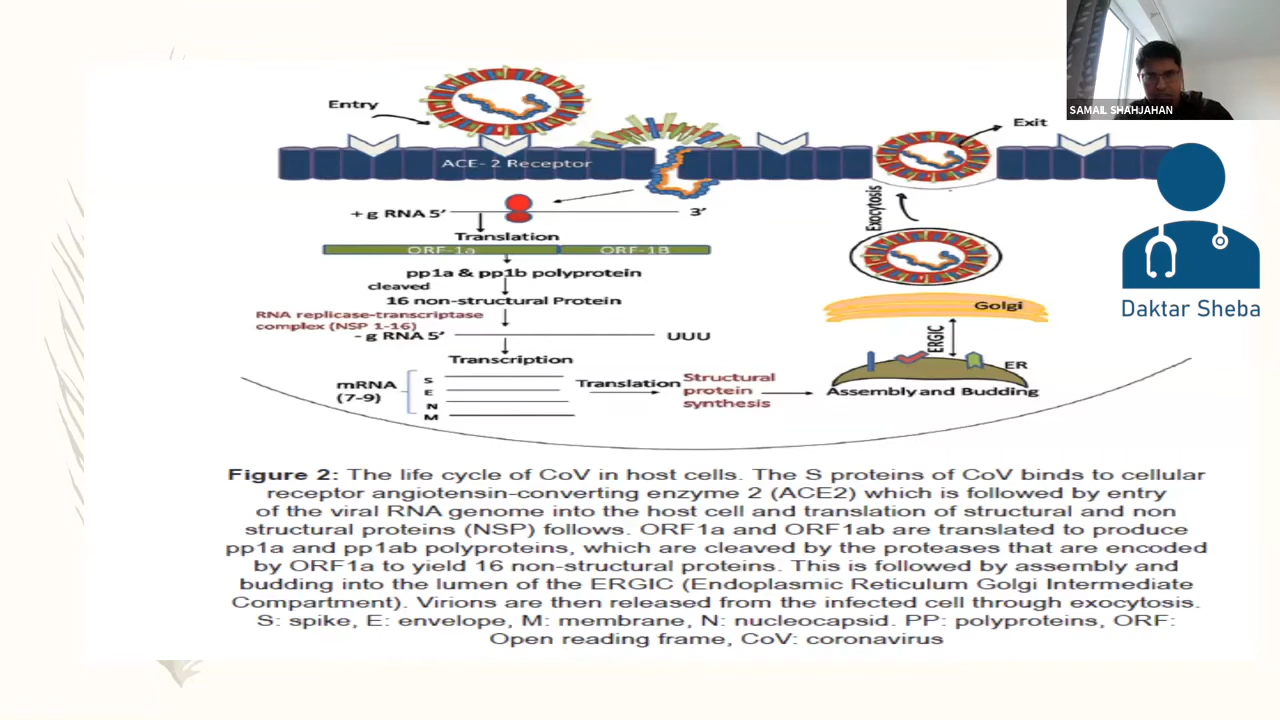 SAMAIL SHAHJAHAN
Entry
Exit
ACE- 2 Receptor
Exocytosis
+ g RNA 5’
3’
Translation
ORF-1a
ORF-1B
pp1a & pp1b polyprotein
cleaved
16 non-structural Protein
RNA replicase-transcriptase
complex (NSP 1-16)
- g RNA 5’
UUU
Transcription
mRNA
(7-9)
S
E
N
M
Translation
Structural
protein
synthesis
Golgi
ERGIC
ER
Assembly and Budding
Daktar Sheba
Figure 2: The life cycle of CoV in host cells. The S proteins of CoV binds to cellular
receptor angiotensin-converting enzyme 2 (ACE2) which is followed by entry
of the viral RNA genome into the host cell and translation of structural and non
structural proteins (NSP) follows. ORF1a and ORF1ab are translated to produce
pp1a and pp1ab polyproteins, which are cleaved by the proteases that are encoded
by ORF1a to yield 16 non-structural proteins. This is followed by assembly and
budding into the lumen of the ERGIC (Endoplasmic Reticulum Golgi Intermediate
Compartment). Virions are then released from the infected cell through exocytosis.
S: spike, E: envelope, M: membrane, N: nucleocapsid. PP: polyproteins, ORF:
Open reading frame, CoV: coronavirus